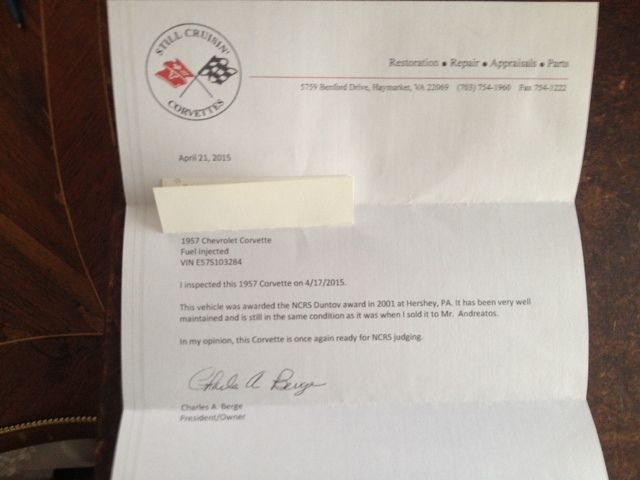 STILL CRUISIN'
CORVETTES
Restoration • Repair • Appraisals • Parts
5759 Benford Drive, Haymarket, VA 22069 (703) 754-1960 Fax 754-1222
April 21, 2015
1957 Chevrolet Corvette
Fuel Injected
VIN E57S103284
I inspected this 1957 Corvette on 4/17/2015.
This vehicle was awarded the NCRS Duntov award in 2001 at Hershey, PA. It has been very well
maintained and is still in the same condition as it was when I sold it to Mr. Andreatos.
In my opinion, this Corvette is once again ready for NCRS judging.
Charles A Berge
Charles A. Berge
President/Owner